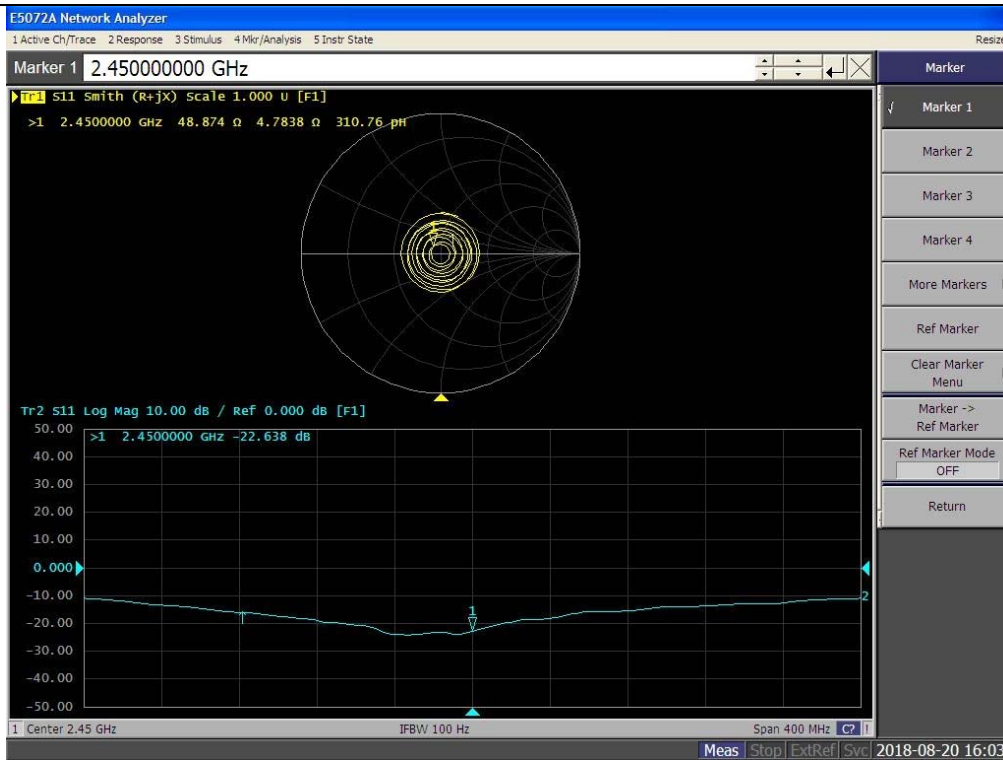 E5072A Network Analyzer
1 Active Ch/Trace 2 Response 3 Stimulus 4 Mkr/Analysis 5 Instr State
Resize
Marker 1 2.450000000 GHz
Marker
Tr1 S11 Smith (R+jX) Scale 1.000 U [F1]
>1 2.4500000 GHz 48.874 Ω 4.7838 Ω 310.76 pH
1
Marker 1
Marker 2
Marker 3
Marker 4
More Markers
Ref Marker
Clear Marker
Menu
Marker ->
Ref Marker
Ref Marker Mode
OFF
Return
Tr2 S11 Log Mag 10.00 dB / Ref 0.000 dB [F1]
>1 2.4500000 GHz -22.638 dB
50.00
40.00
30.00
20.00
10.00
0.000
-10.00
-20.00
-30.00
-40.00
-50.00
1
2
1 Center 2.45 GHz IFBW 100 Hz Span 400 MHz C? !
Meas Stop ExtRef Svc 2018-08-20 16:03